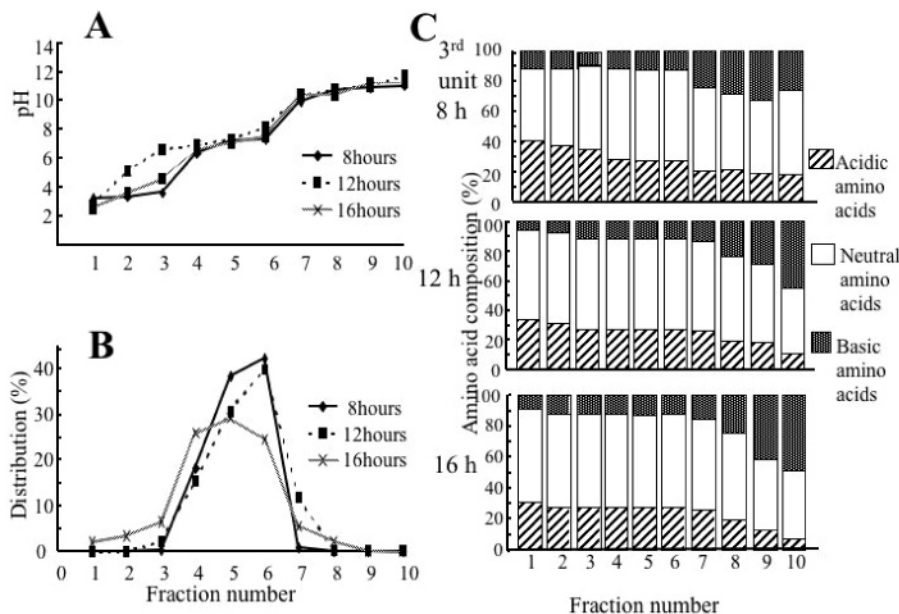 A
pH
12
10
8
6
4
2
8hours
12hours
16hours
1 2 3 4 5 6 7 8 9 10
B
Distribution (%)
40
30
20
10
0
8hours
12hours
16hours
0 1 2 3 4 5 6 7 8 9 10
Fraction number
C
3rd
unit
8 h
12 h
16 h
Amino acid composition (%)
100
80
60
40
20
0
100
80
60
40
20
0
100
80
60
40
20
0
1 2 3 4 5 6 7 8 9 10
Fraction number
Acidic
amino
acids
Neutral
amino
acids
Basic
amino
acids